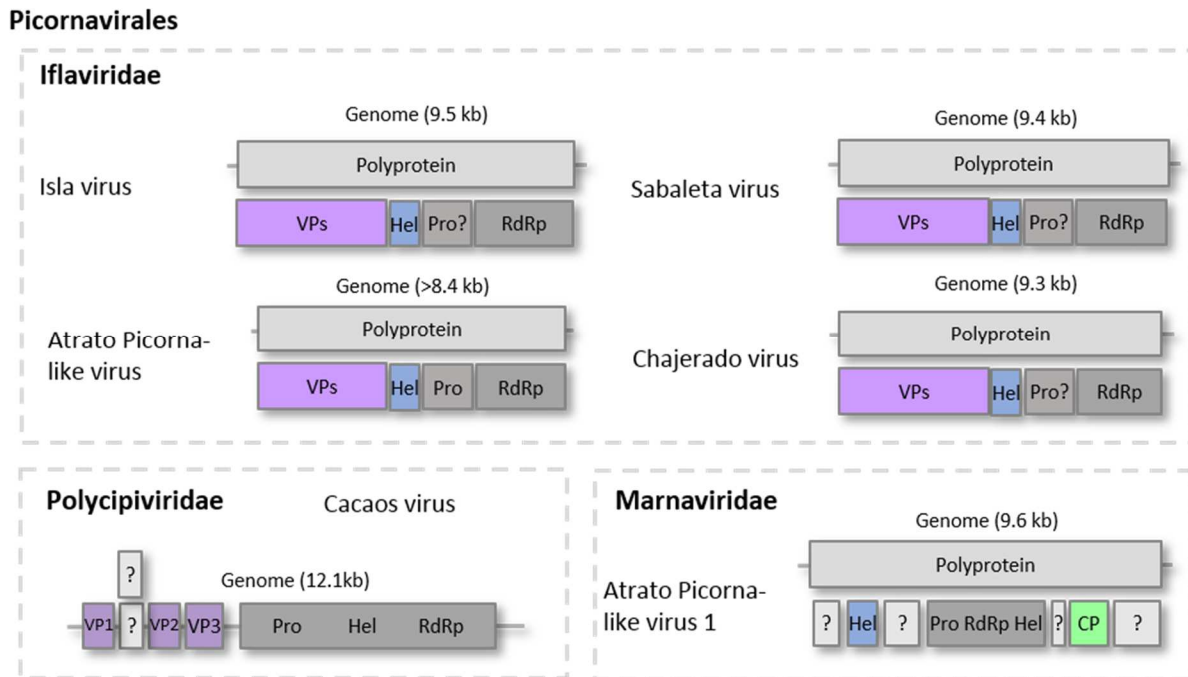 Picornavirales
Iflaviridae
Genome (9.5 kb)
Isla virus
Polyprotein
VPs Hel Pro? RdRp
Genome (9.4 kb)
Sabaleta virus
Polyprotein
VPs Hel Pro? RdRp
Genome (>8.4 kb)
Atrato Picorna-
like virus
Polyprotein
VPs Hel Pro RdRp
Genome (9.3 kb)
Chajerado virus
Polyprotein
VPs Hel Pro? RdRp
Polycipiviridae
Cacaos virus
?
Genome (12.1kb)
VP1 ? VP2 VP3 Pro Hel RdRp
Marnaviridae
Genome (9.6 kb)
Polyprotein
Atrato Picorna-
like virus 1
? Hel ? Pro RdRp Hel ? CP ?